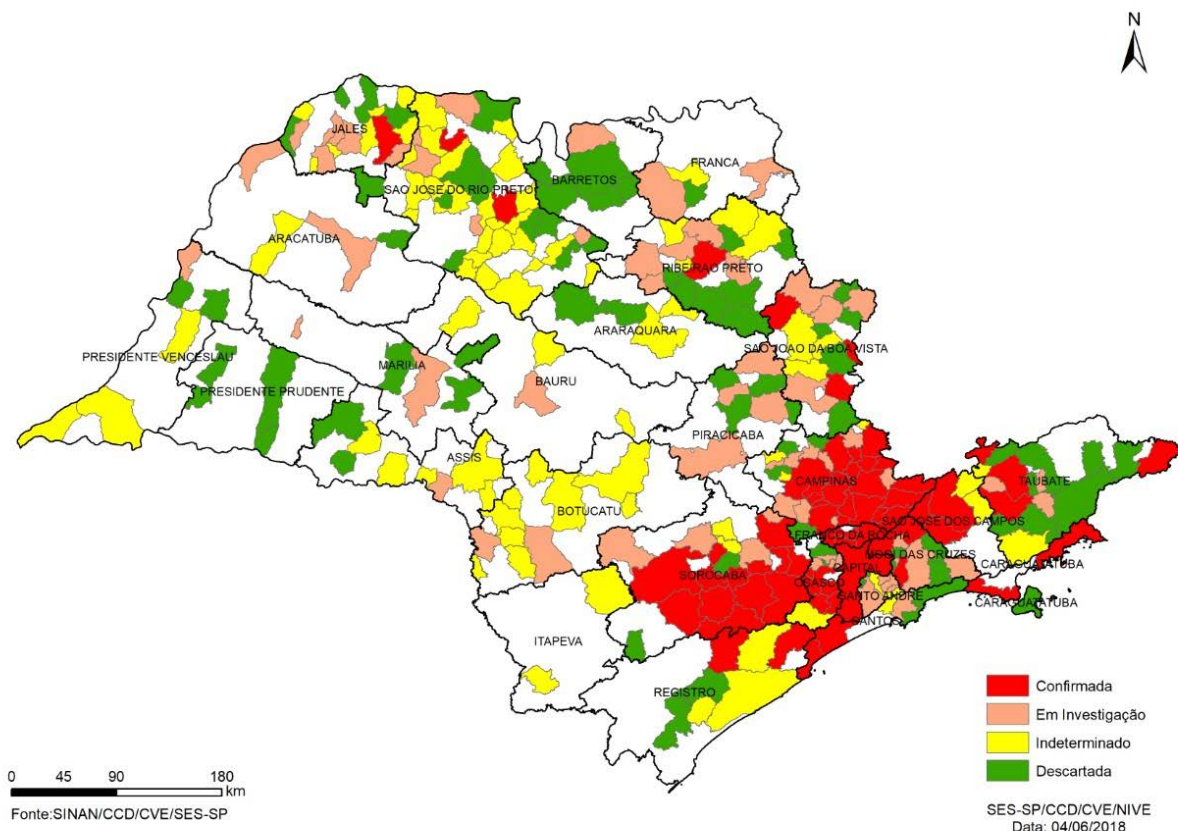 N
JALES
FRANCA
BARRETOS
SAO JOSE DO RIO PRETO
ARACATUBA
RIBEIRAO PRETO
ARARAQUARA
SAO JOAO DA BOA VISTA
PRESIDENTE VENCESLAU
MARILIA
BAURU
PRESIDENTE PRUDENTE
PIRACICABA
ASSIS
CAMPINAS
TAUBATE
BOTUCATU
SAO JOSE DOS CAMPOS
FRANCO DA ROCHA
MOGI DAS CRUZES
CARAGUATATUBA
CAPITAL
SOROCABA
OSASCO
SANTO ANDRE
CARAGUATATUBA
SANTOS
ITAPEVA
REGISTRO
Confirmada
Em Investigação
Indeterminado
Descartada
0 45 90 180
km
Fonte:SINAN/CCD/CVE/SES-SP
SES-SP/CCD/CVE/NIVE
Data: 04/06/2018